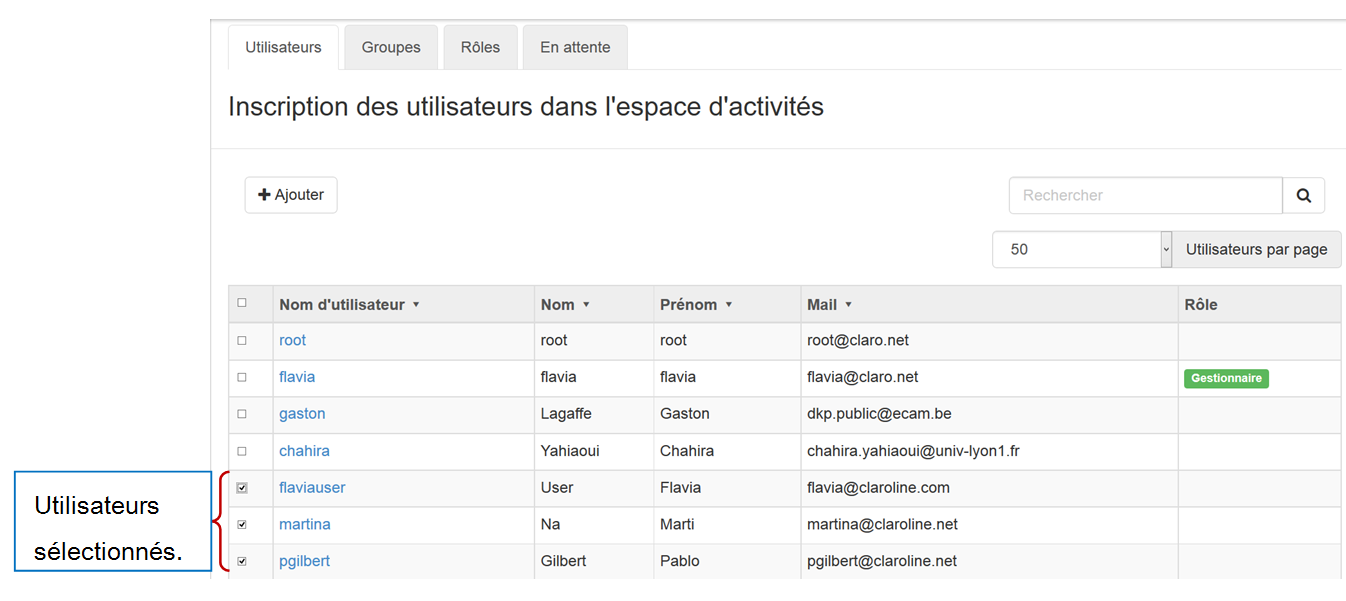 Utilisateurs Groupes Rôles En attente
Inscription des utilisateurs dans l'espace d'activités
Ajouter Rechercher
50 Utilisateurs par page
Nom d'utilisateur Nom Prénom Mail Rôle
root root root root@claro.net
flavia flavia flavia flavia@claro.net Gestionnaire
gaston Lagaffe Gaston dkp.public@ecam.be
chahira Yahiaoui Chahira chahira.yahiaoui@univ-lyon1.fr
flaviauser User Flavia flavia@claroline.com
martina Na Marti martina@claroline.net
pgilbert Gilbert Pablo pgilbert@claroline.net
Utilisateurs
sélectionnés.